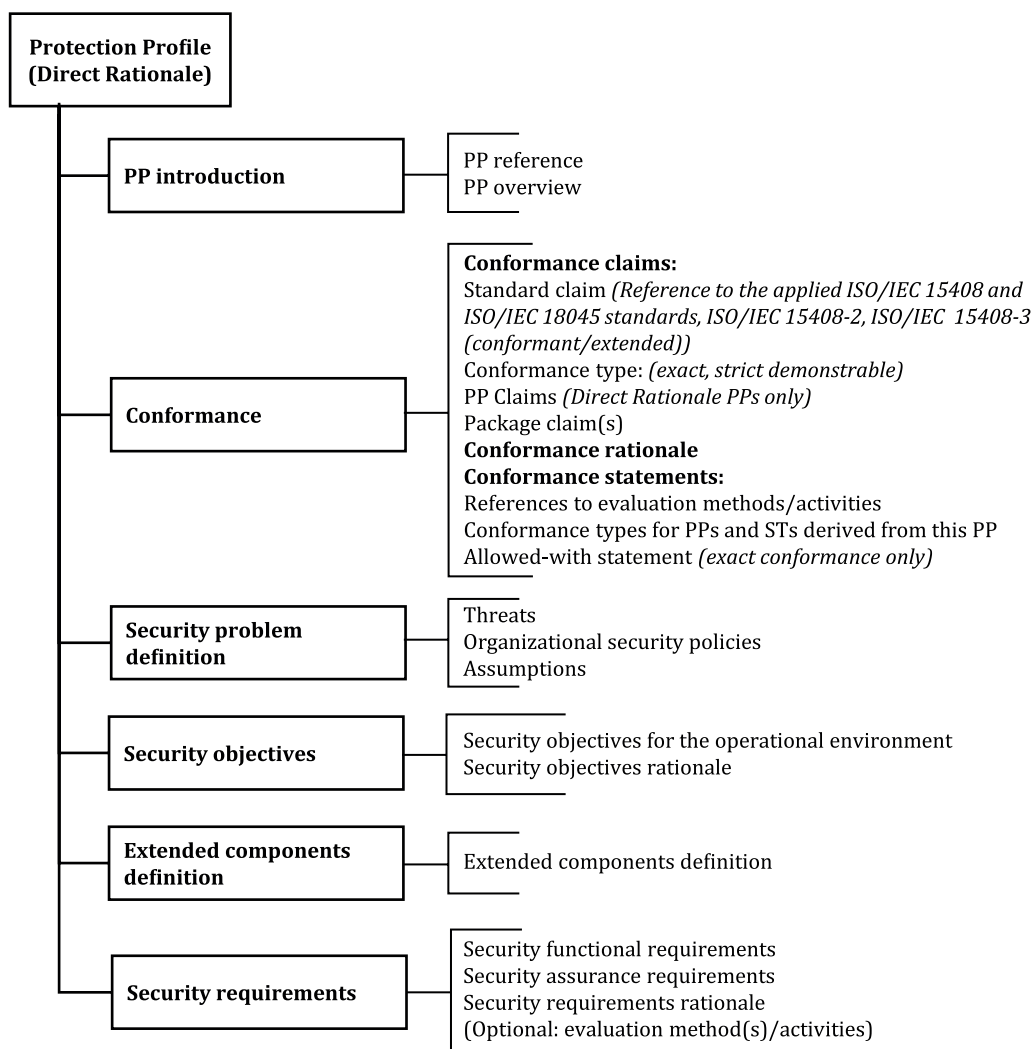 Protection Profile
(Direct Rationale)
PP introduction
PP reference
PP overview
Conformance
Conformance claims:
Standard claim (Reference to the applied ISO/IEC 15408 and
ISO/IEC 18045 standards, ISO/IEC 15408-2, ISO/IEC 15408-3
(conformant/extended))
Conformance type: (exact, strict demonstrable)
PP Claims (Direct Rationale PPs only)
Package claim(s)
Conformance rationale
Conformance statements:
References to evaluation methods/activities
Conformance types for PPs and STs derived from this PP
Allowed-with statement (exact conformance only)
Security problem
definition
Threats
Organizational security policies
Assumptions
Security objectives
Security objectives for the operational environment
Security objectives rationale
Extended components
definition
Extended components definition
Security requirements
Security functional requirements
Security assurance requirements
Security requirements rationale
(Optional: evaluation method(s)/activities)